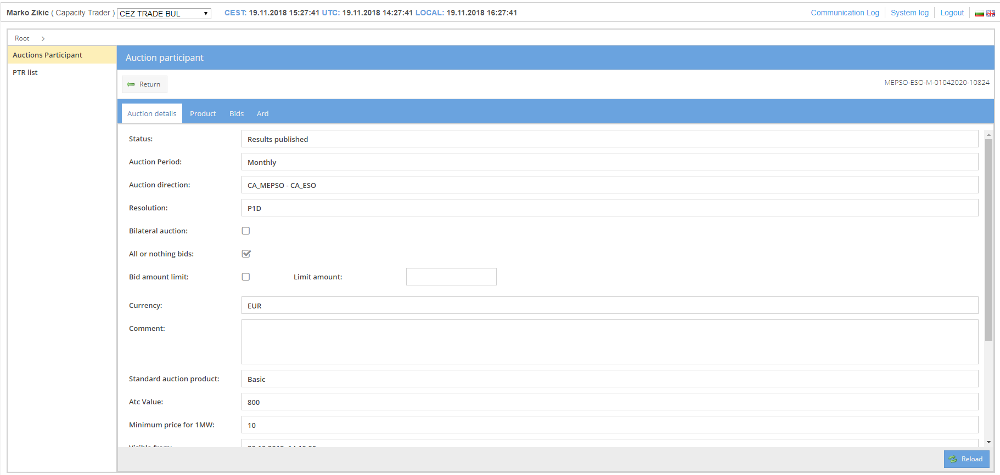 Marko Zikic ( Capacity Trader ) CEZ TRADE BUL CEST: 19.11.2018 15:27:41 UTC: 19.11.2018 14:27:41 LOCAL: 19.11.2018 16:27:41 Communication Log System log Logout
Root
Auctions Participant
PTR list
Auction participant
Return MEPSO-ESO-M-01042020-10824
Auction details Product Bids Ard
Status: Results published
Auction Period: Monthly
Auction direction: CA_MEPSO - CA_ESO
Resolution: P1D
Bilateral auction:
All or nothing bids:
Bid amount limit: Limit amount:
Currency: EUR
Comment:
Standard auction product: Basic
Atc Value: 800
Minimum price for 1MW: 10
Visible from:
Reload